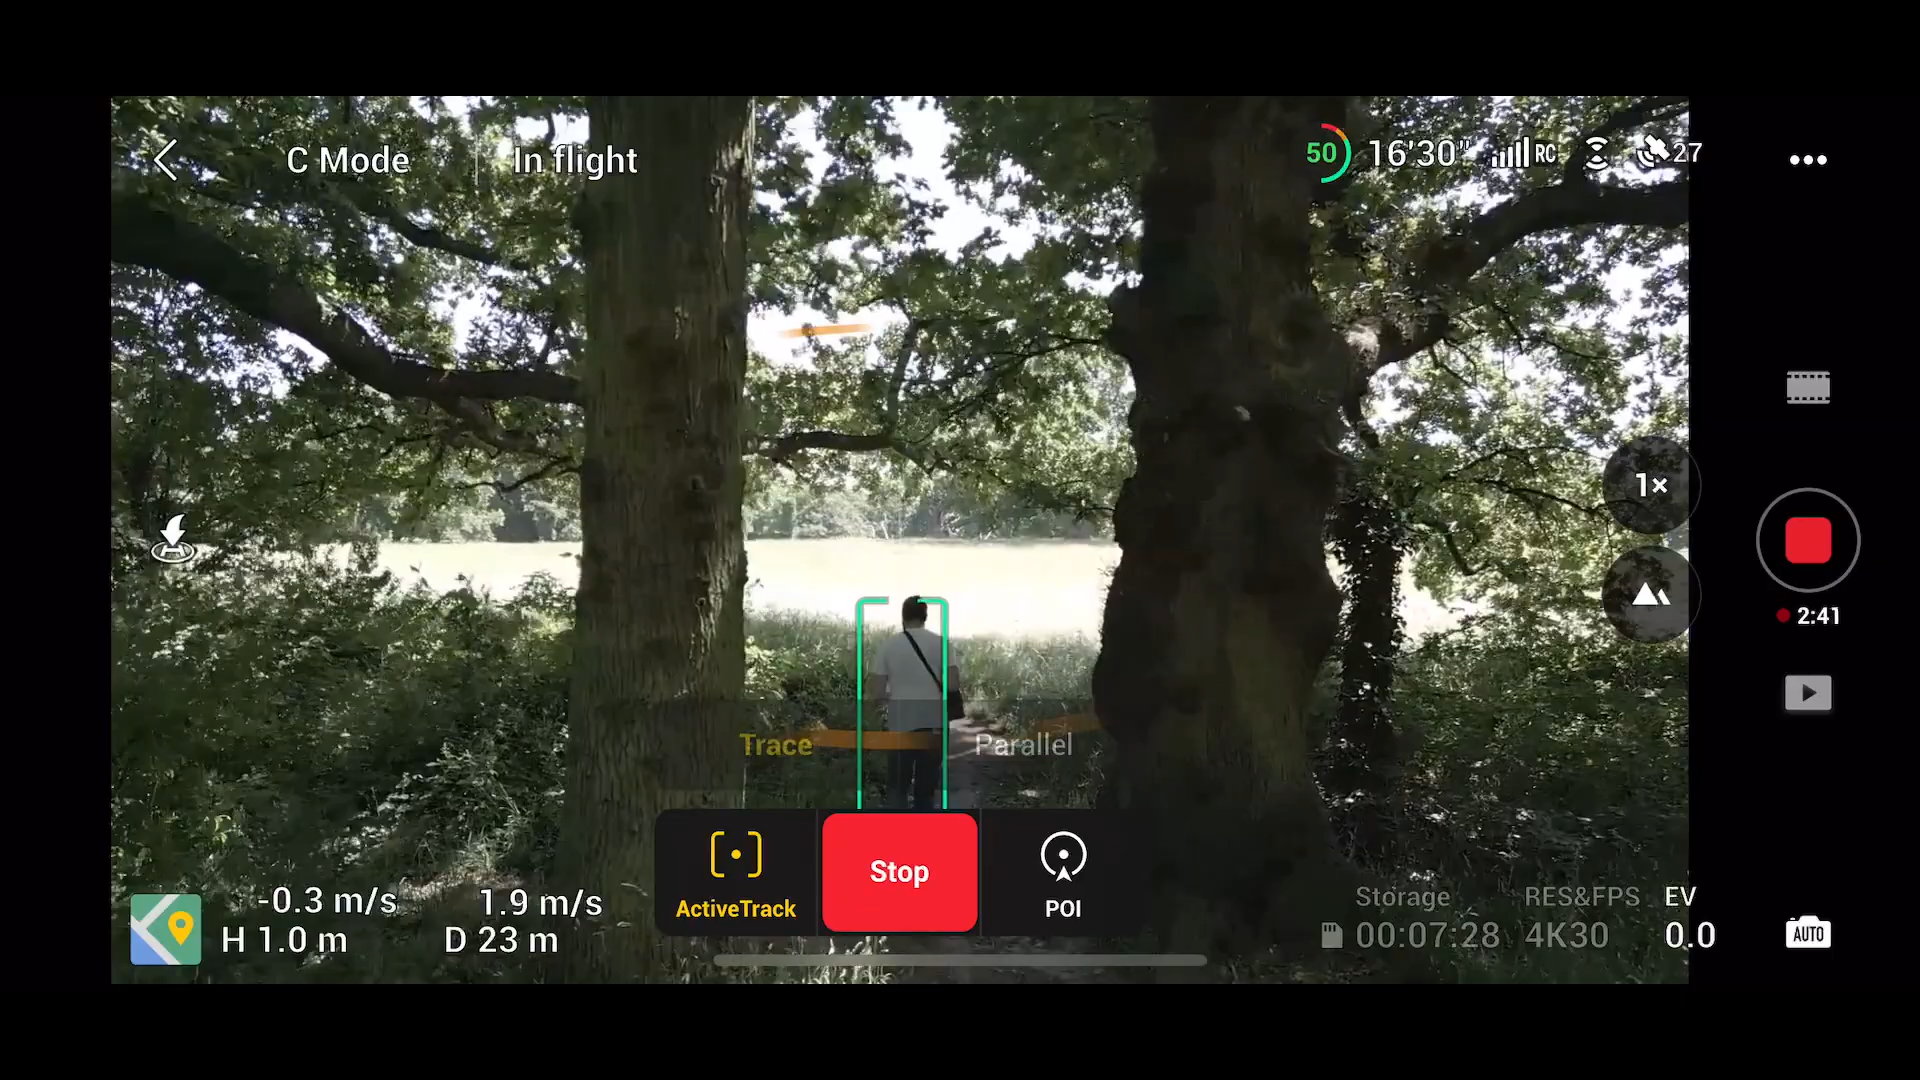 C Mode
In flight
50
16'30"
RC
27
1×
2:41
Trace
Parallel
ActiveTrack
Stop
POI
-0.3 m/s
1.9 m/s
H 1.0 m
D 23 m
Storage
RES&FPS
EV
00:07:28
4K30
0.0
AUTO